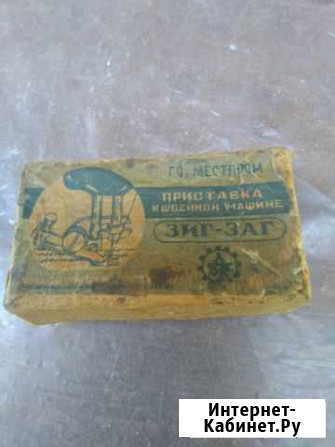 ГО. МЕСТПРОМ
ПРИСТАВКА
К ШВЕЙНОЙ МАШИНЕ
ЗИГ-ЗАГ
Интернет-
Кабинет.Ру